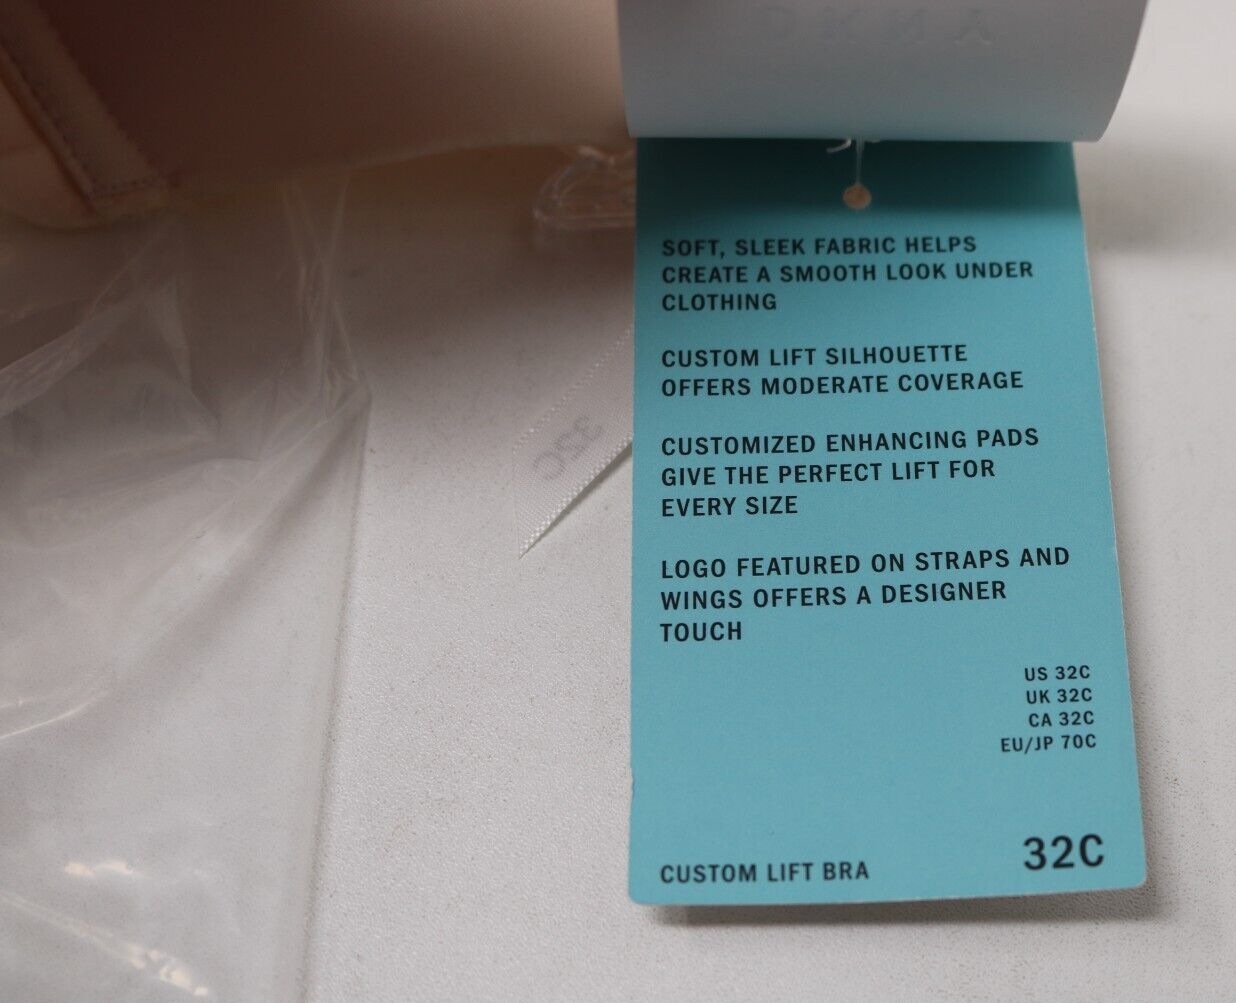 SOFT, SLEEK FABRIC HELPS
CREATE A SMOOTH LOOK UNDER
CLOTHING
CUSTOM LIFT SILHOUETTE
OFFERS MODERATE COVERAGE
CUSTOMIZED ENHANCING PADS
GIVE THE PERFECT LIFT FOR
EVERY SIZE
LOGO FEATURED ON STRAPS AND
WINGS OFFERS A DESIGNER
TOUCH
US 32C
UK 32C
CA 32C
EU/JP 70C
CUSTOM LIFT BRA
32C